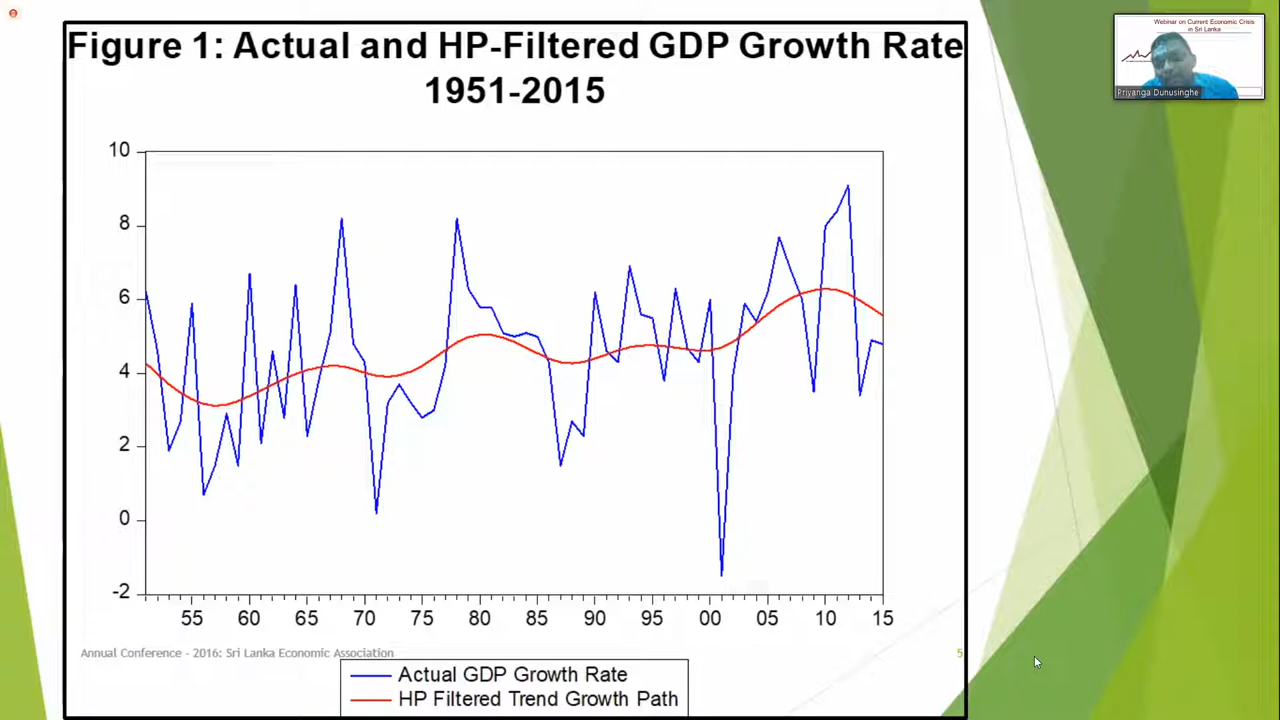 Figure 1: Actual and HP-Filtered GDP Growth Rate
1951-2015
Webinar on Current Economic Crisis
in Sri Lanka
Priyanga Dunusinghe
10
8
6
4
2
0
-2
55 60 65 70 75 80 85 90 95 00 05 10 15
Annual Conference - 2016: Sri Lanka Economic Association
5
Actual GDP Growth Rate
HP Filtered Trend Growth Path